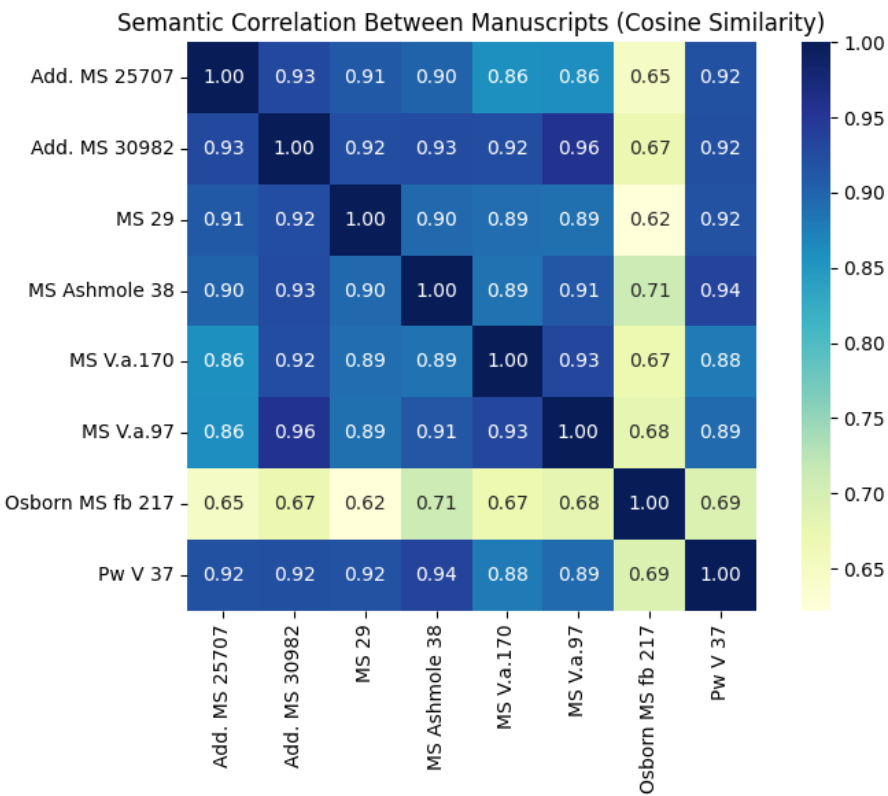 Semantic Correlation Between Manuscripts (Cosine Similarity)
Add. MS 25707 1.00 0.93 0.91 0.90 0.86 0.86 0.65 0.92
Add. MS 30982 0.93 1.00 0.92 0.93 0.92 0.96 0.67 0.92
MS 29 0.91 0.92 1.00 0.90 0.89 0.89 0.62 0.92
MS Ashmole 38 0.90 0.93 0.90 1.00 0.89 0.91 0.71 0.94
MS V.a.170 0.86 0.92 0.89 0.89 1.00 0.93 0.67 0.88
MS V.a.97 0.86 0.96 0.89 0.91 0.93 1.00 0.68 0.89
Osborn MS fb 217 0.65 0.67 0.62 0.71 0.67 0.68 1.00 0.69
Pw V 37 0.92 0.92 0.92 0.94 0.88 0.89 0.69 1.00
Add. MS 25707
Add. MS 30982
MS 29
MS Ashmole 38
MS V.a.170
MS V.a.97
Osborn MS fb 217
Pw V 37
1.00
0.95
0.90
0.85
0.80
0.75
0.70
0.65